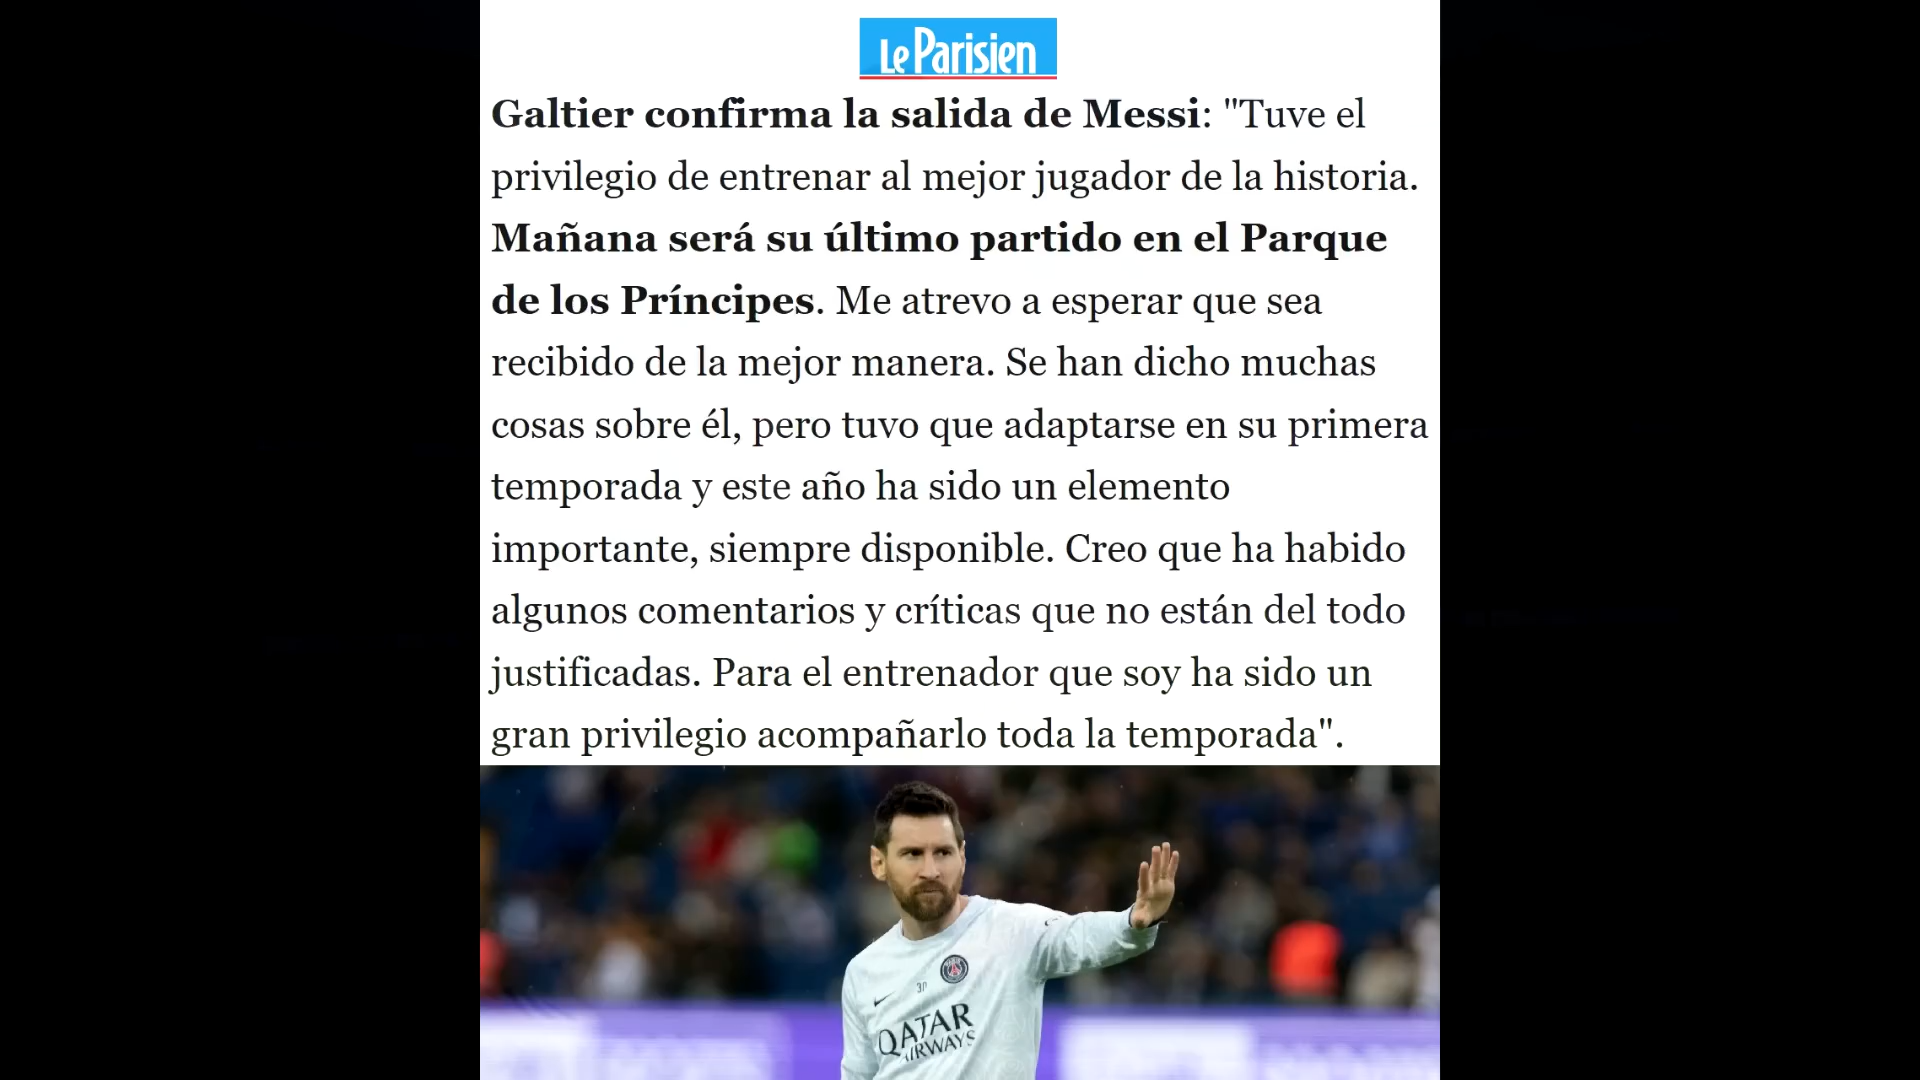 Le Parisien
Galtier confirma la salida de Messi: "Tuve el
privilegio de entrenar al mejor jugador de la historia.
Mañana será su último partido en el Parque
de los Príncipes. Me atrevo a esperar que sea
recibido de la mejor manera. Se han dicho muchas
cosas sobre él, pero tuvo que adaptarse en su primera
temporada y este año ha sido un elemento
importante, siempre disponible. Creo que ha habido
algunos comentarios y críticas que no están del todo
justificadas. Para el entrenador que soy ha sido un
gran privilegio acompañarlo toda la temporada".
30
QATAR
AIRWAYS